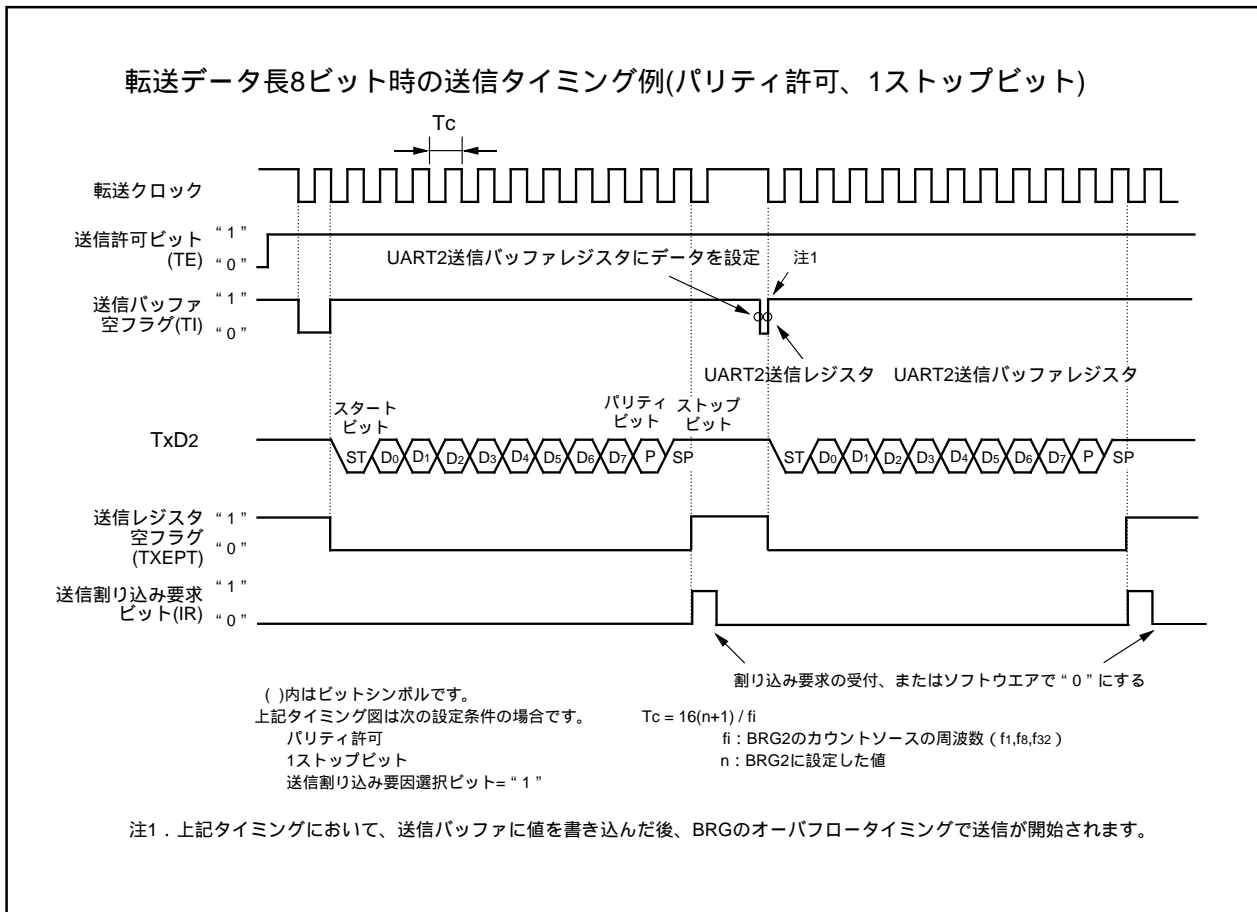 転送データ長8ビット時の送信タイミング例(パリティ許可、1ストップビット)
Tc
転送クロック
送信許可ビット
(TE)
“ 1 ”
“ 0 ”
UART2送信バッファレジスタにデータを設定
注1
送信バッファ
空フラグ(TI)
“ 1 ”
“ 0 ”
UART2送信レジスタ UART2送信バッファレジスタ
スタート
ビット
パリティ
ビット
ストップ
ビット
TxD2
ST D0 D1 D2 D3 D4 D5 D6 D7 P SP
ST D0 D1 D2 D3 D4 D5 D6 D7 P SP
送信レジスタ
空フラグ
(TXEPT)
“ 1 ”
“ 0 ”
送信割り込み要求
ビット(IR)
“ 1 ”
“ 0 ”
割り込み要求の受付、またはソフトウエアで “ 0 ” にする
( )内はビットシンボルです。
上記タイミング図は次の設定条件の場合です。
パリティ許可
1ストップビット
送信割り込み要因選択ビット= “ 1 ”
Tc = 16(n+1) / fi
fi : BRG2のカウントソースの周波数 ( f1,f8,f32 )
n : BRG2に設定した値
注1 . 上記タイミングにおいて、送信バッファに値を書き込んだ後、BRGのオーバフロータイミングで送信が開始されます。